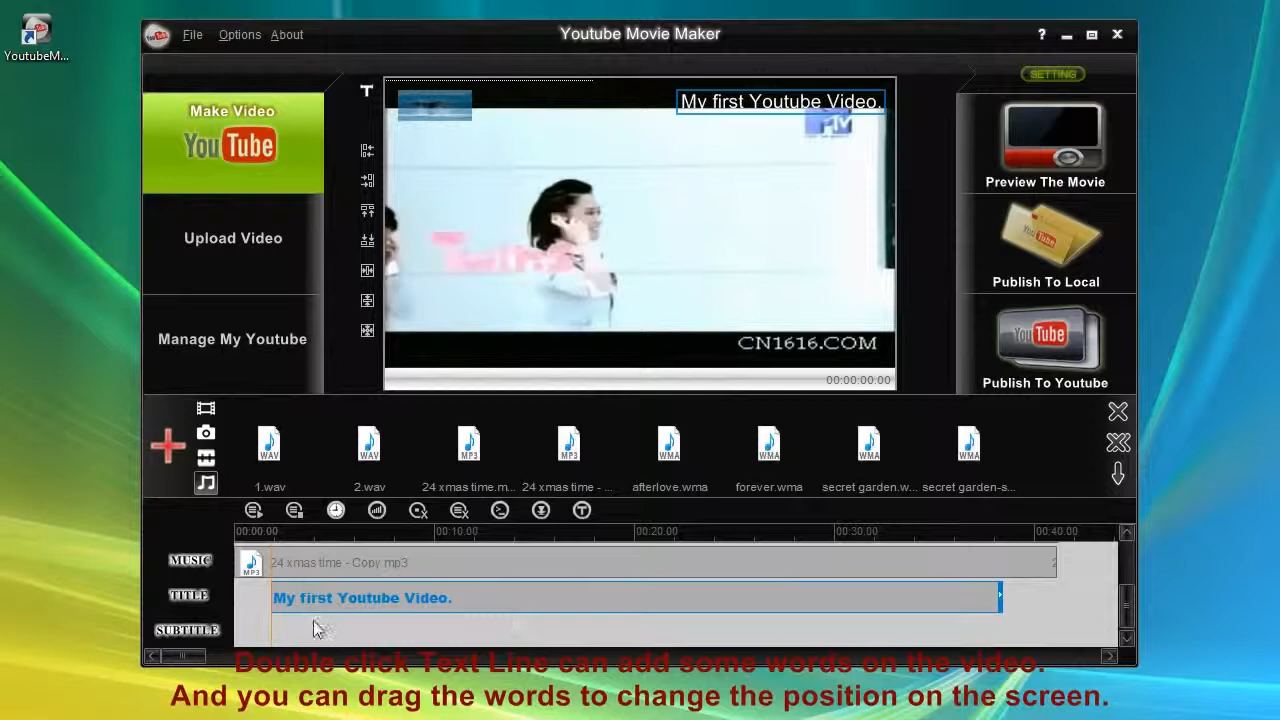 YoutubeM...
File Options About
Youtube Movie Maker
?
SETTING
Make Video
YouTube
Upload Video
Manage My Youtube
T
My first Youtube Video.
MTV
CN1616.COM
00:00:00:00
Preview The Movie
YouTube
Publish To Local
YouTube
Publish To Youtube
WAV WAV MP3 MP3 WMA WMA WMA WMA
1.wav 2.wav 24 xmas time.m... 24 xmas time - ... afterlove.wma forever.wma secret garden.w... secret garden-s...
00:00.00 00:10.00 00:20.00 00:30.00 00:40.00
MUSIC
MP3 24 xmas time - Copy mp3
TITLE
My first Youtube Video.
SUBTITLE
Double click Text Line can add some words on the video.
And you can drag the words to change the position on the screen.